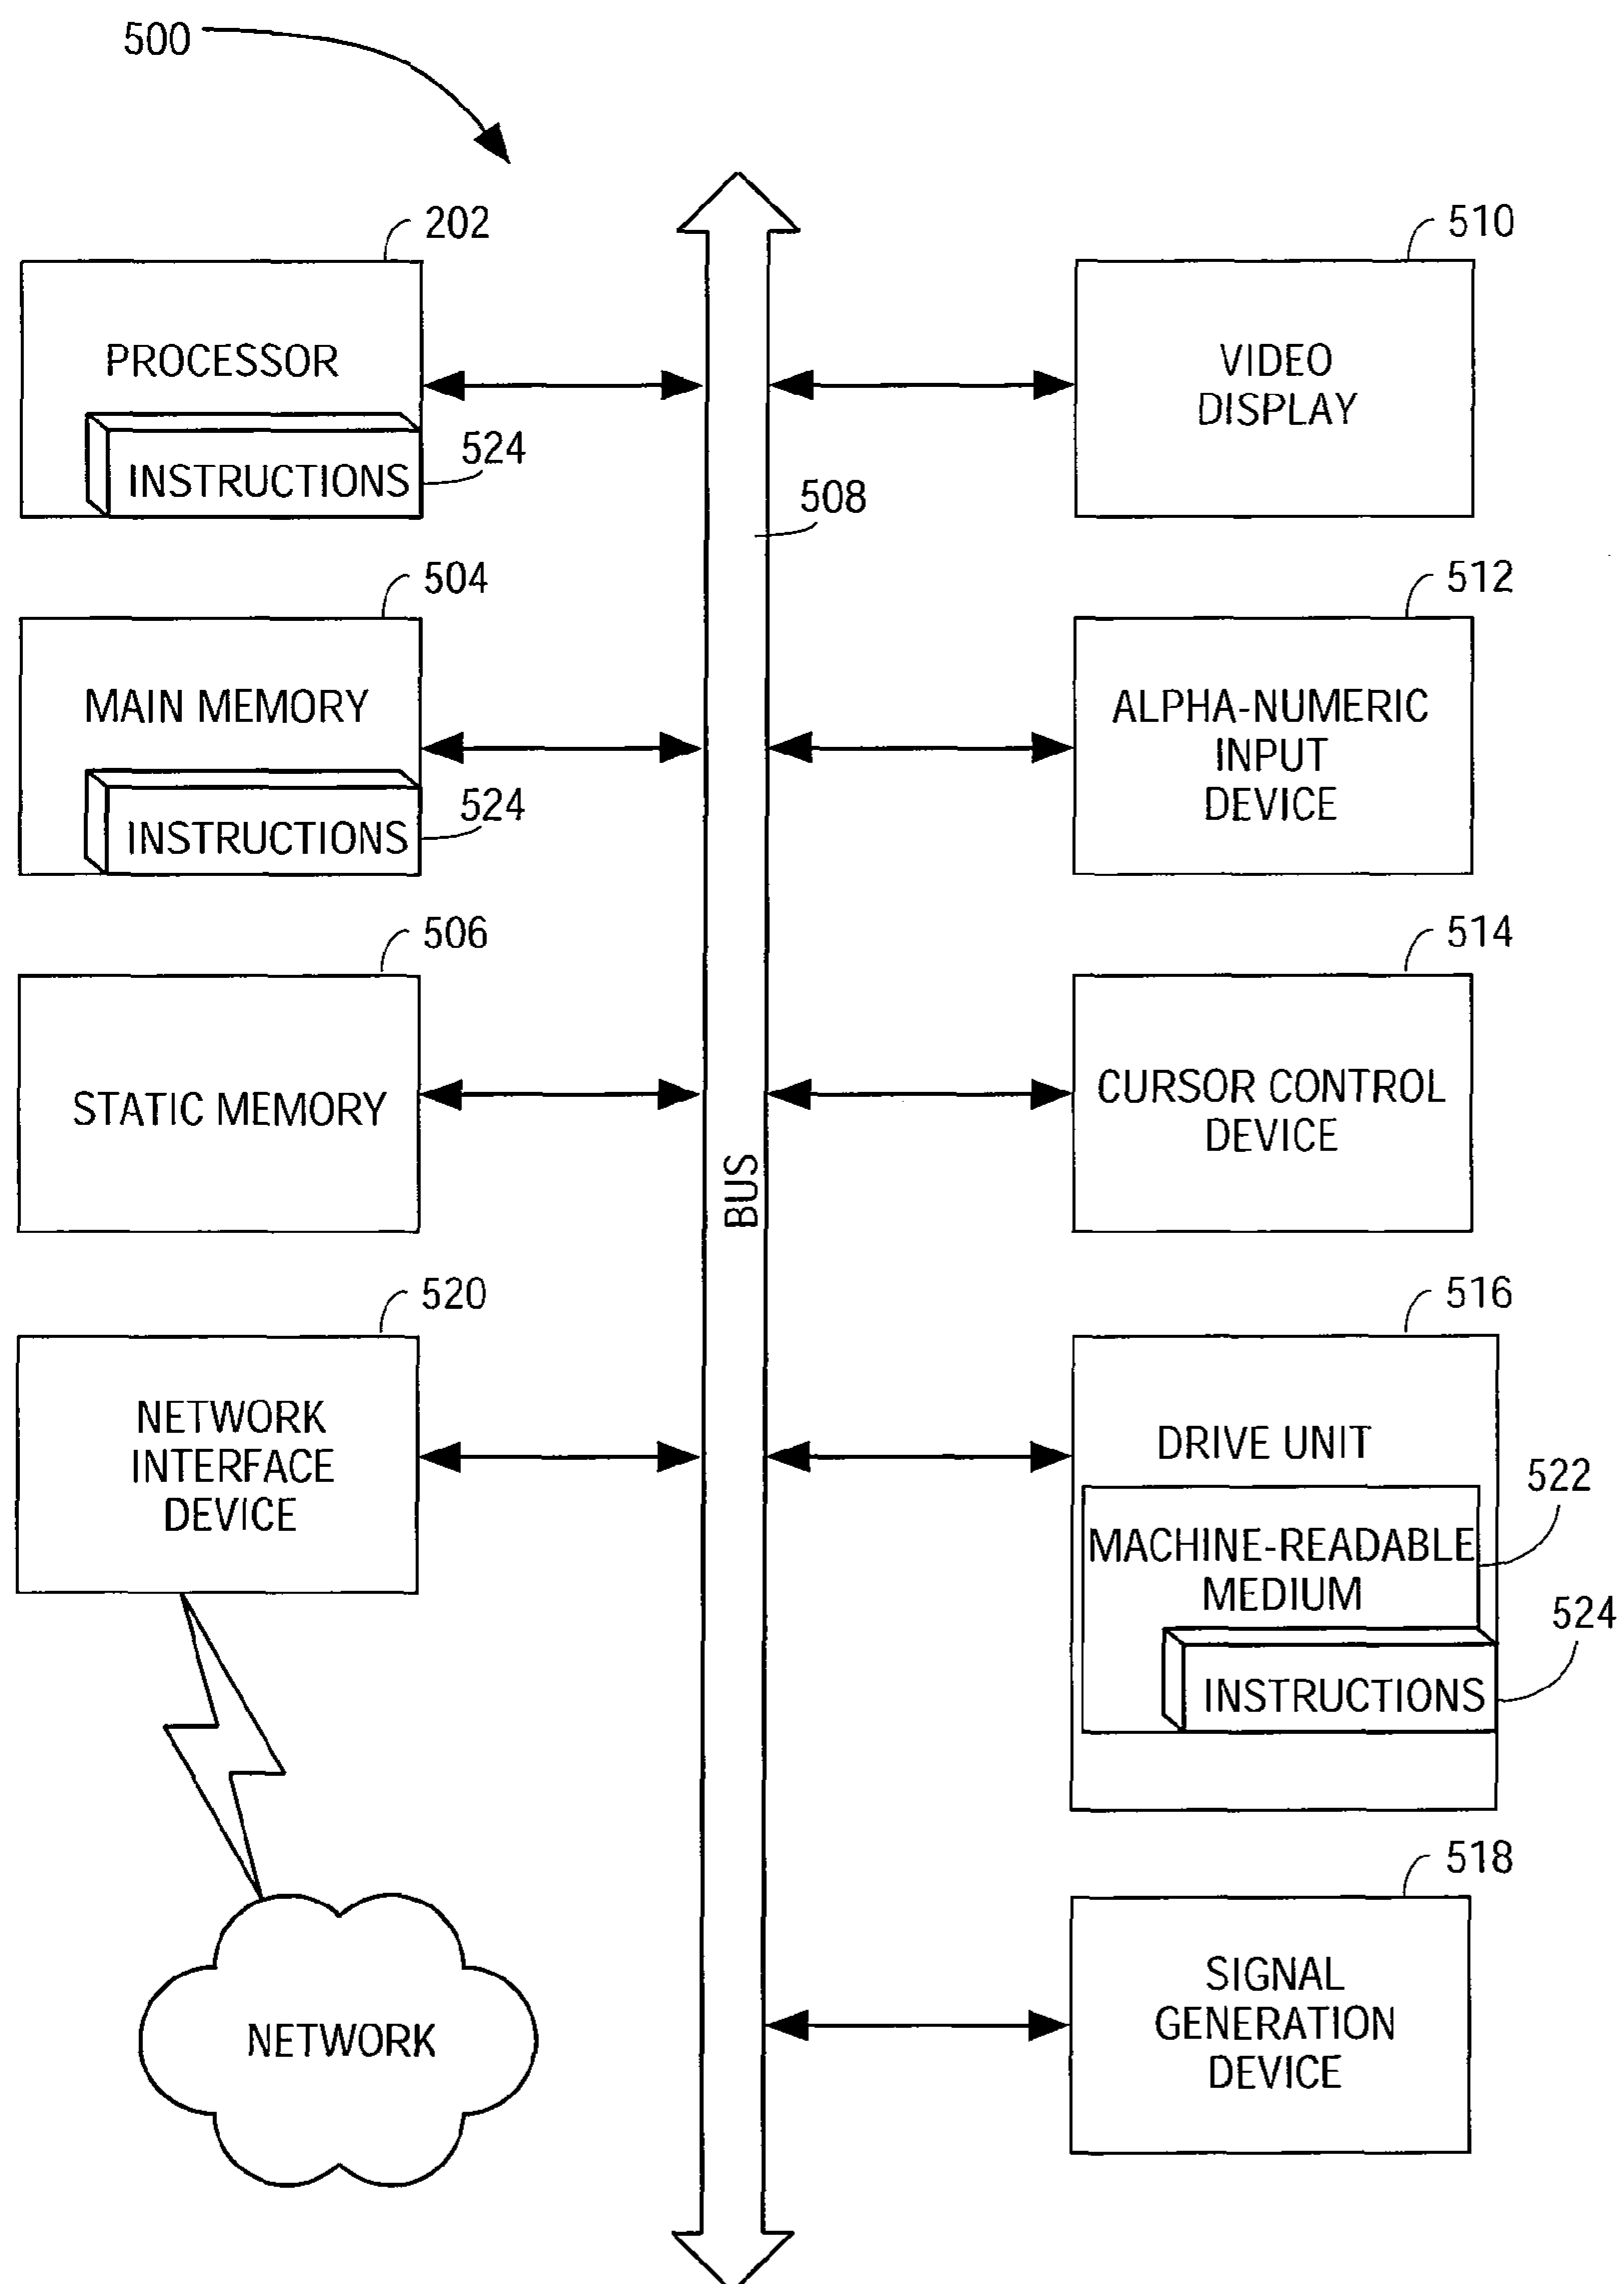 500
202
PROCESSOR
INSTRUCTIONS
524
504
MAIN MEMORY
INSTRUCTIONS
524
506
STATIC MEMORY
520
NETWORK
INTERFACE
DEVICE
NETWORK
508
BUS
510
VIDEO
DISPLAY
512
ALPHA-NUMERIC
INPUT
DEVICE
514
CURSOR CONTROL
DEVICE
516
DRIVE UNIT
522
MACHINE-READABLE
MEDIUM
524
INSTRUCTIONS
518
SIGNAL
GENERATION
DEVICE